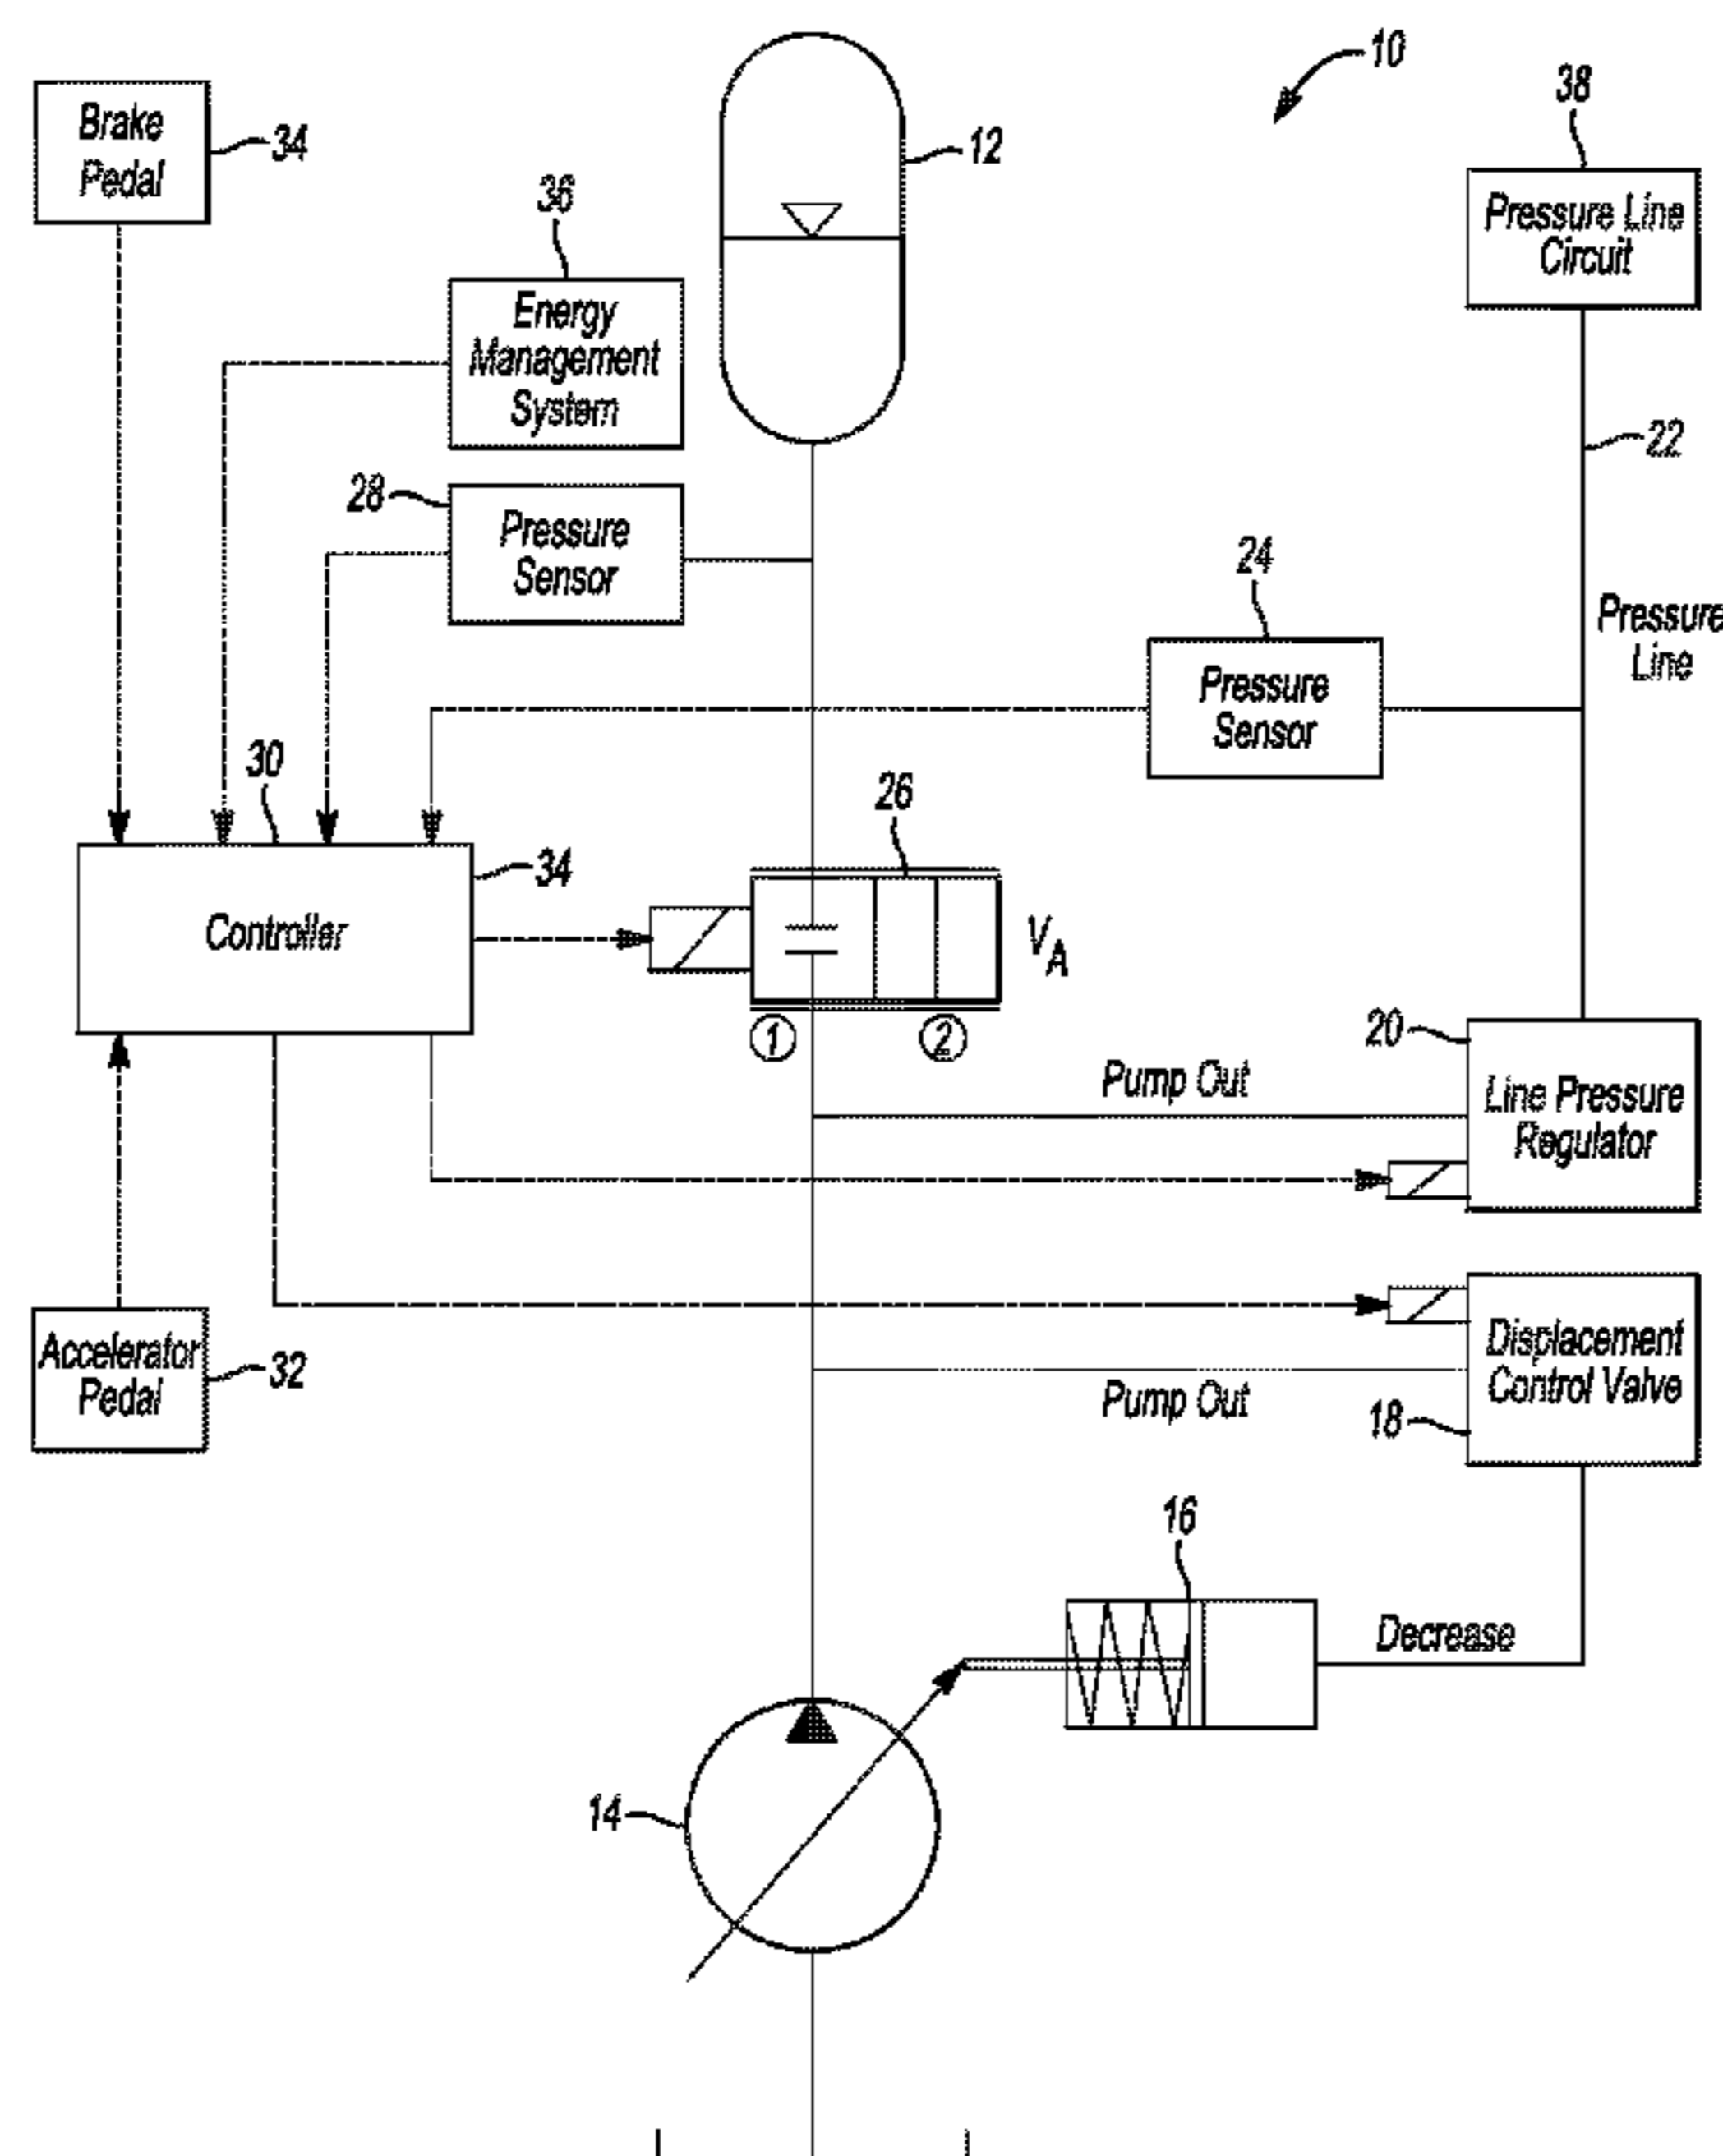 10
Brake
Pedal
34
12
38
Pressure Line
Circuit
36
Energy
Management
System
22
28
Pressure
Sensor
24
Pressure
Line
Pressure
Sensor
30
26
34
Controller
VA
1
2
20
Pump Out
Line Pressure
Regulator
Accelerator
Pedal
32
Displacement
Control Valve
Pump Out
18
16
Decrease
14